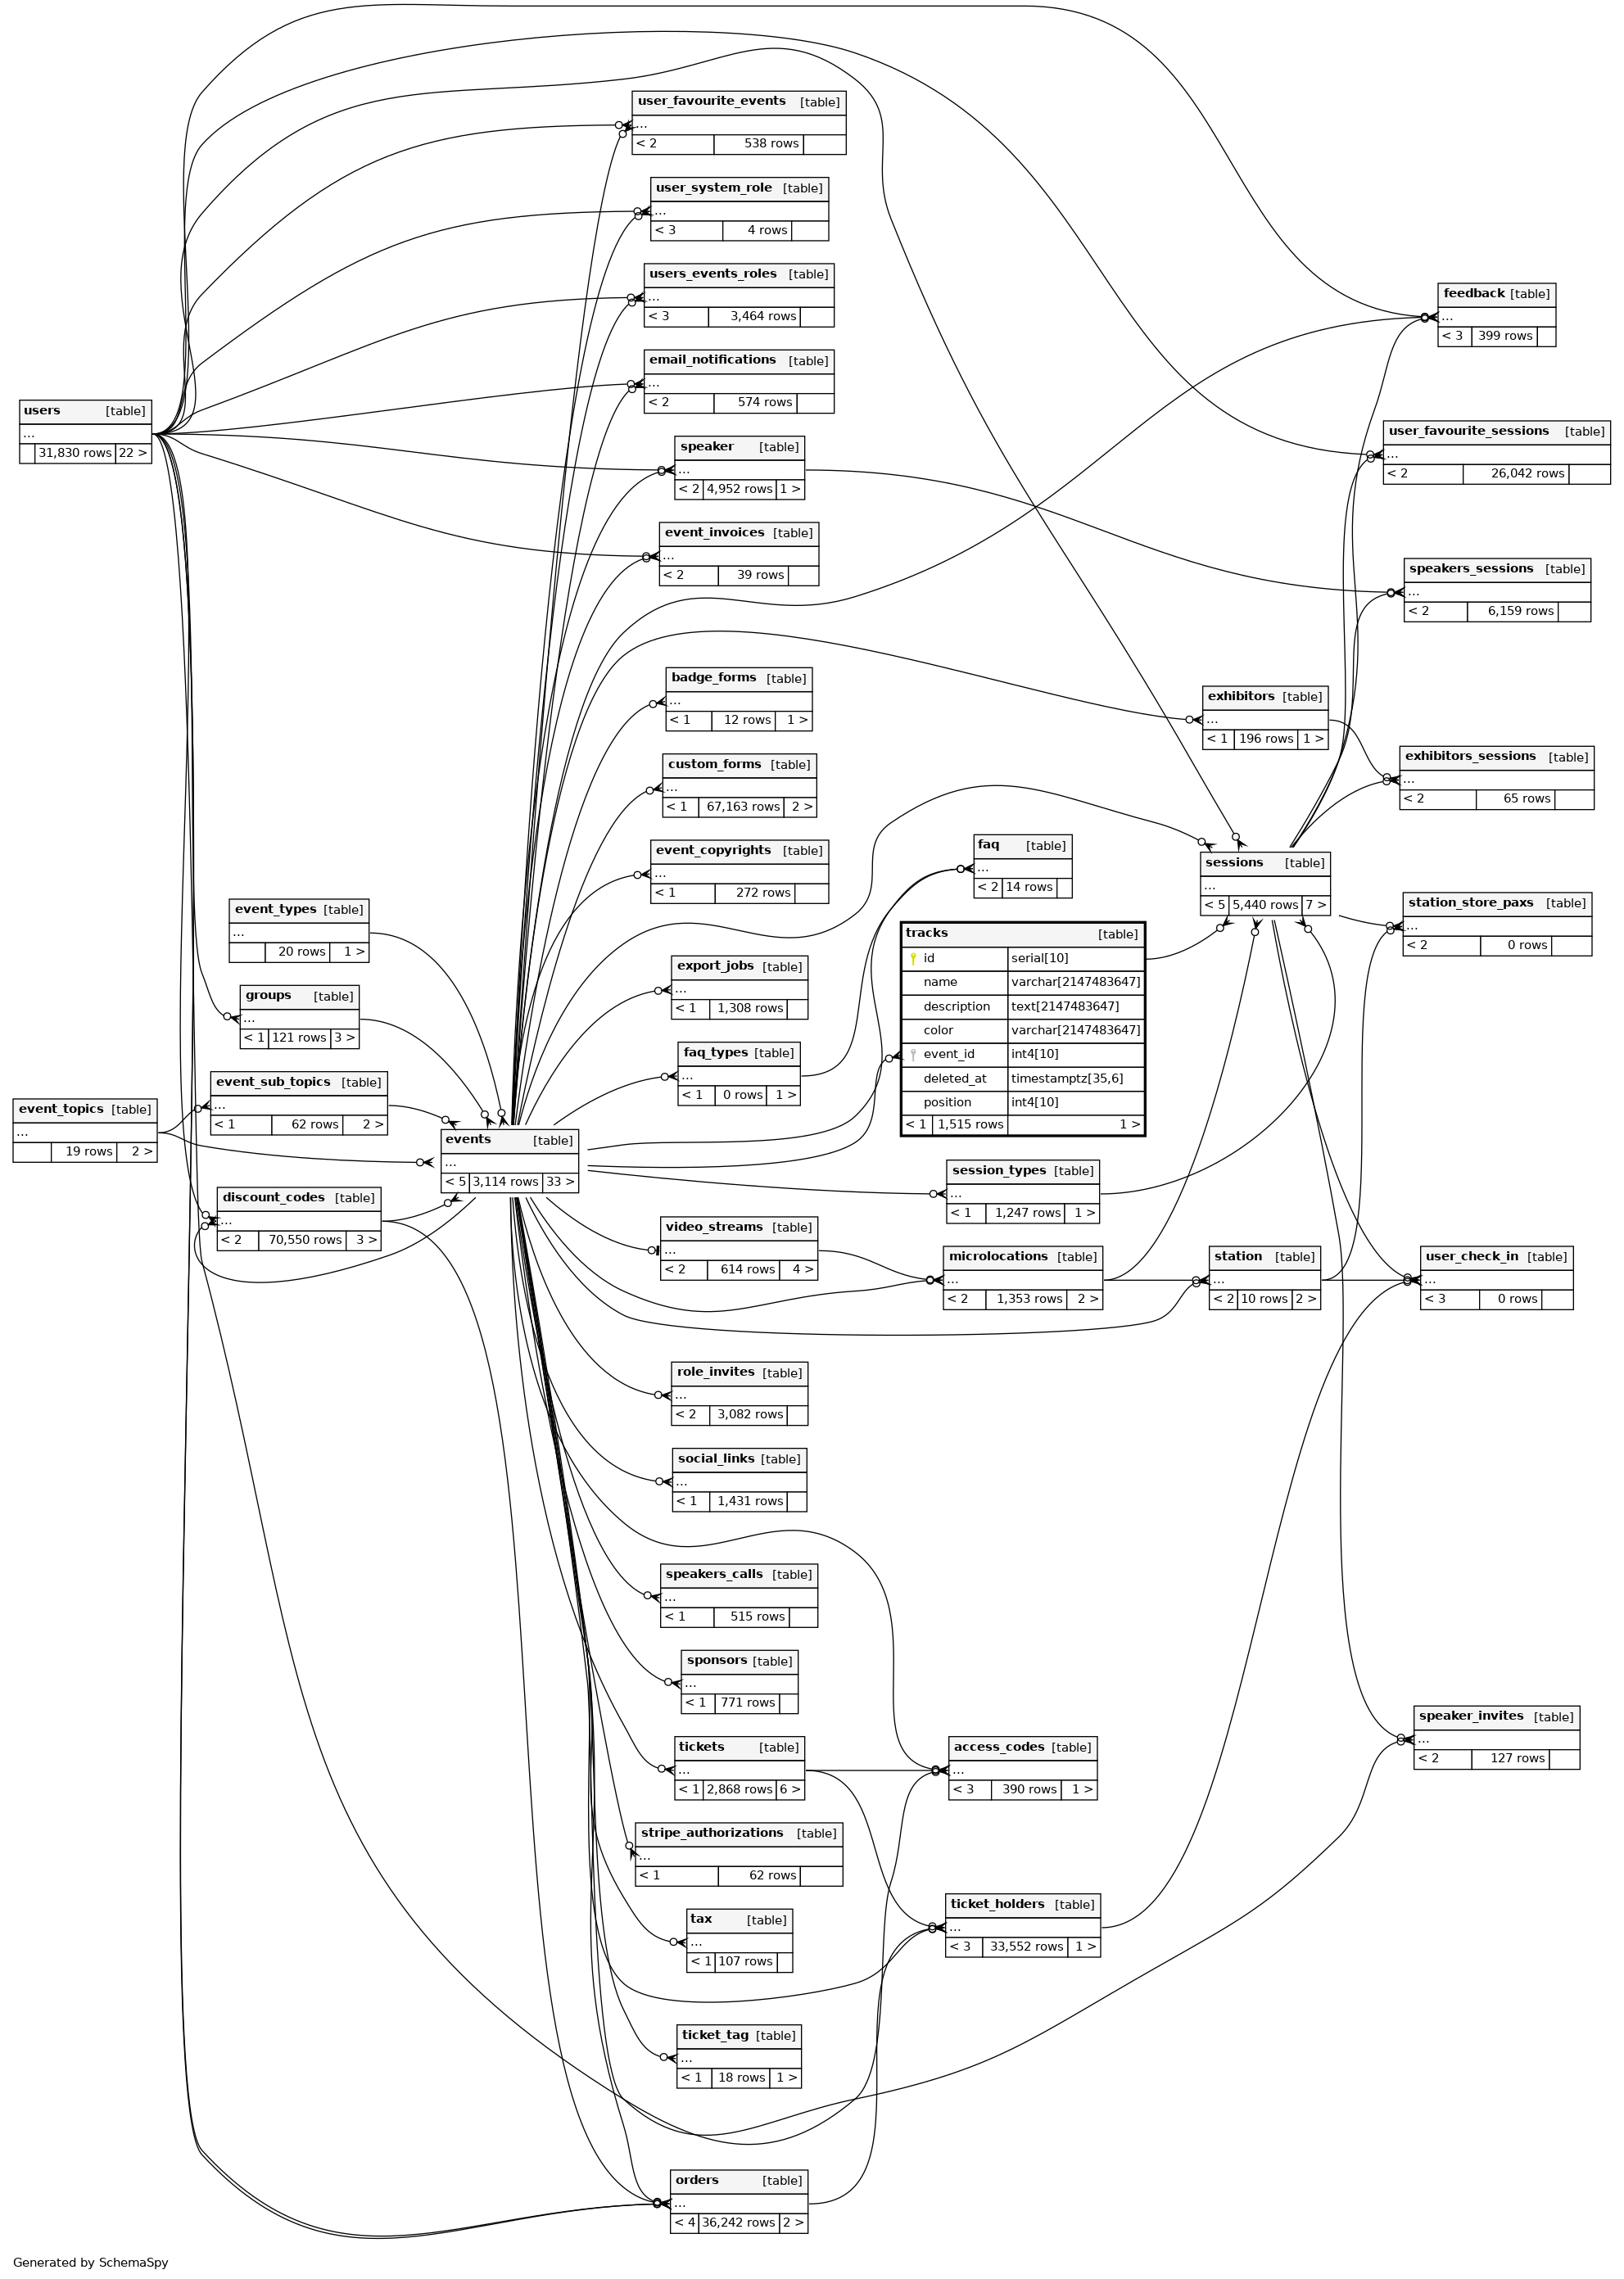 user_favourite_events [table]
...
< 2 538 rows
user_system_role [table]
...
< 3 4 rows
users_events_roles [table]
...
< 3 3,464 rows
feedback [table]
...
< 3 399 rows
email_notifications [table]
...
< 2 574 rows
users [table]
...
31,830 rows 22 >
user_favourite_sessions [table]
...
< 2 26,042 rows
speaker [table]
...
< 2 4,952 rows 1 >
event_invoices [table]
...
< 2 39 rows
speakers_sessions [table]
...
< 2 6,159 rows
badge_forms [table]
...
< 1 12 rows 1 >
exhibitors [table]
...
< 1 196 rows 1 >
custom_forms [table]
...
< 1 67,163 rows 2 >
exhibitors_sessions [table]
...
< 2 65 rows
event_copyrights [table]
...
< 1 272 rows
faq [table]
...
< 2 14 rows
sessions [table]
...
< 5 5,440 rows 7 >
event_types [table]
...
20 rows 1 >
station_store_paxs [table]
...
< 2 0 rows
tracks [table]
id serial[10]
name varchar[2147483647]
description text[2147483647]
color varchar[2147483647]
event_id int4[10]
deleted_at timestamptz[35,6]
position int4[10]
< 1 1,515 rows 1 >
export_jobs [table]
...
< 1 1,308 rows
groups [table]
...
< 1 121 rows 3 >
faq_types [table]
...
< 1 0 rows 1 >
event_sub_topics [table]
...
< 1 62 rows 2 >
event_topics [table]
...
19 rows 2 >
events [table]
...
< 5 3,114 rows 33 >
session_types [table]
...
< 1 1,247 rows 1 >
discount_codes [table]
...
< 2 70,550 rows 3 >
video_streams [table]
...
< 2 614 rows 4 >
microlocations [table]
...
< 2 1,353 rows 2 >
station [table]
...
< 2 10 rows 2 >
user_check_in [table]
...
< 3 0 rows
role_invites [table]
...
< 2 3,082 rows
social_links [table]
...
< 1 1,431 rows
speakers_calls [table]
...
< 1 515 rows
sponsors [table]
...
< 1 771 rows
speaker_invites [table]
...
< 2 127 rows
tickets [table]
...
< 1 2,868 rows 6 >
access_codes [table]
...
< 3 390 rows 1 >
stripe_authorizations [table]
...
< 1 62 rows
ticket_holders [table]
...
< 3 33,552 rows 1 >
tax [table]
...
< 1 107 rows
ticket_tag [table]
...
< 1 18 rows 1 >
orders [table]
...
< 4 36,242 rows 2 >
Generated by SchemaSpy